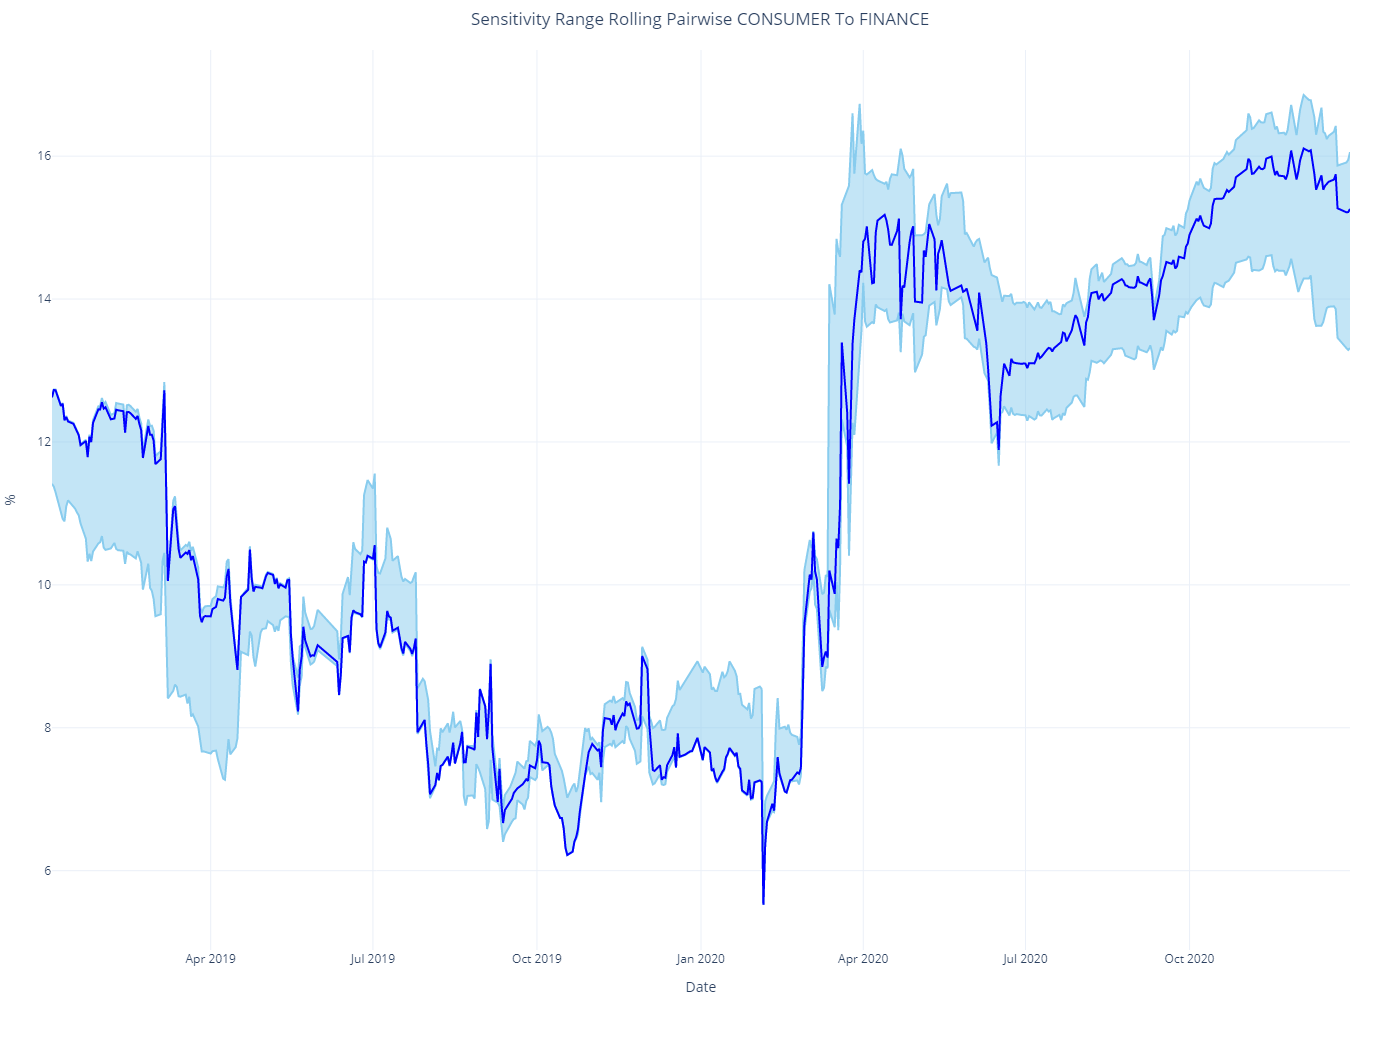 Sensitivity Range Rolling Pairwise CONSUMER To FINANCE
16
14
12
10
8
6
%
Apr 2019
Jul 2019
Oct 2019
Jan 2020
Apr 2020
Jul 2020
Oct 2020
Date